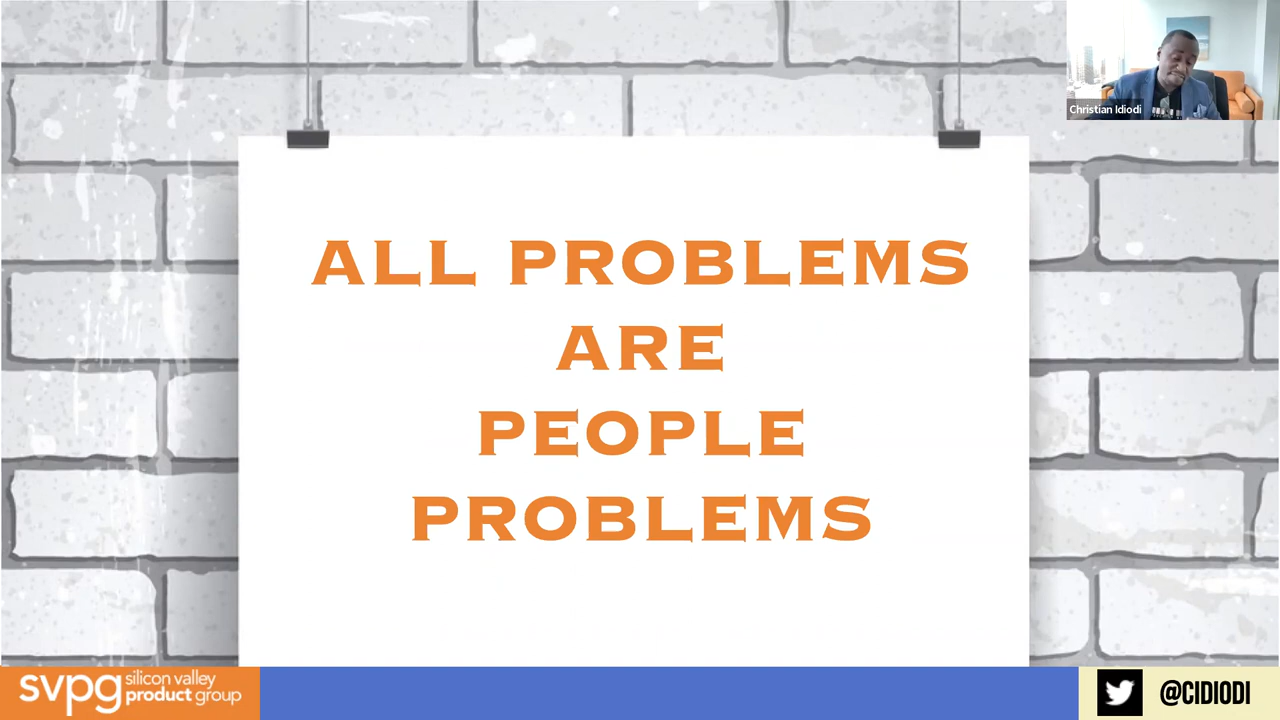 Christian Idiodi
ALL PROBLEMS
ARE
PEOPLE
PROBLEMS
svpg silicon valley
product group
@CIDIODI